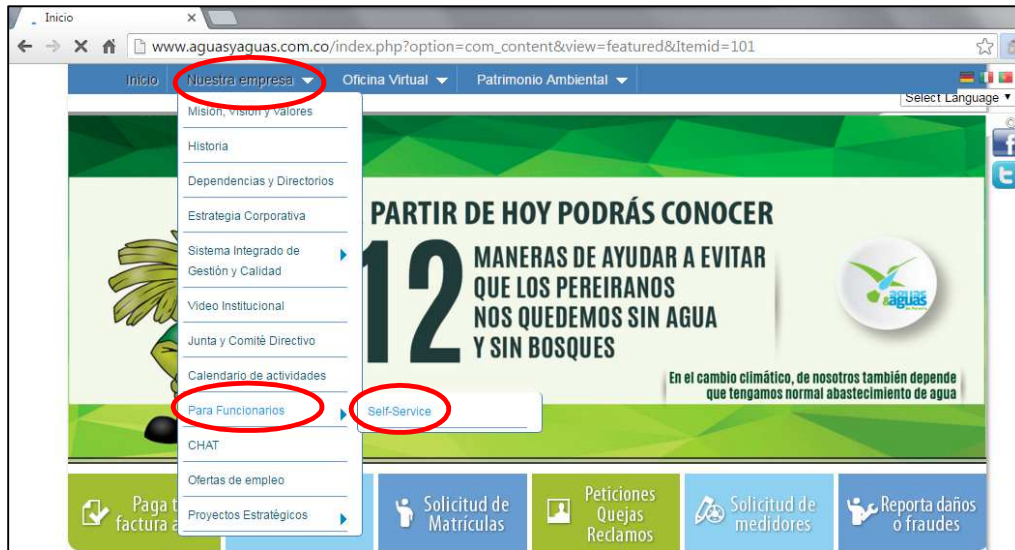 Inicio
www.aguasyaguas.com.co/index.php?option=com_content&view=featured&Itemid=101
Inicio Nuestra empresa Oficina Virtual Patrimonio Ambiental
Select Language
Misión, Visión y Valores
Historia
Dependencias y Directorios
Estrategia Corporativa
Sistema Integrado de
Gestión y Calidad
Video Institucional
Junta y Comité Directivo
Calendario de actividades
Para Funcionarios
Self-Service
CHAT
Ofertas de empleo
Proyectos Estratégicos
PARTIR DE HOY PODRÁS CONOCER
12
MANERAS DE AYUDAR A EVITAR
QUE LOS PEREIRANOS
NOS QUEDEMOS SIN AGUA
Y SIN BOSQUES
aguas
&aguas
En el cambio climático, de nosotros también depende
que tengamos normal abastecimiento de agua
Paga t
factura a
Solicitud de
Matrículas
Peticiones
Quejas
Reclamos
Solicitud de
medidores
Reporta daños
o fraudes